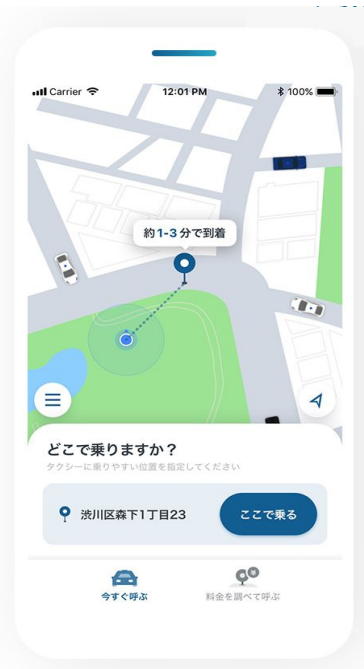 Carrier 12:01 PM 100%
約1-3分で到着
どこで乗りますか？
タクシーに乗りやすい位置を指定してください
渋川区森下1丁目23
ここで乗る
今すぐ呼ぶ
料金を調べて呼ぶ